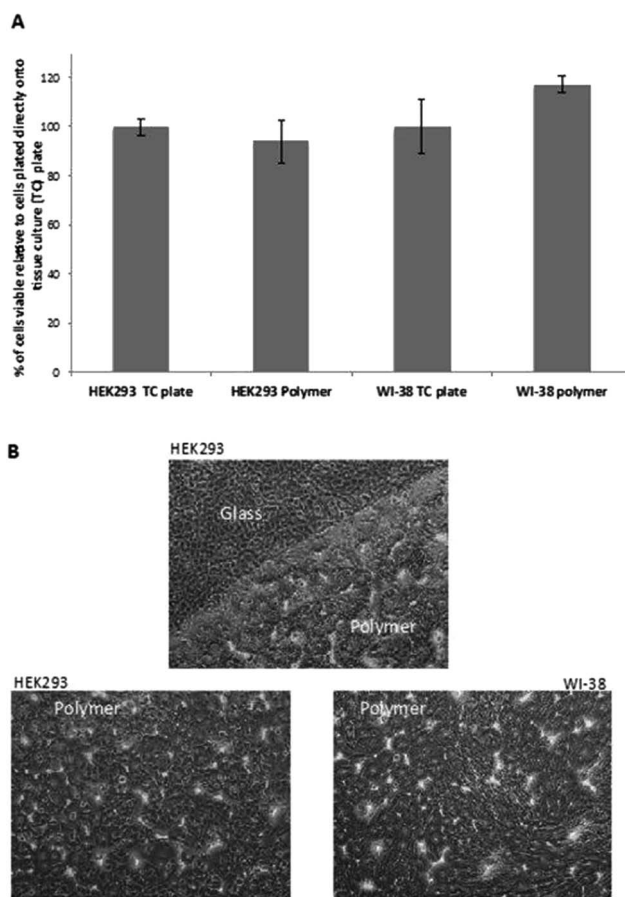 A
% of cells viable relative to cells plated directly onto
tissue culture (TC) plate
120
100
80
60
40
20
0
HEK293 TC plate
HEK293 Polymer
WI-38 TC plate
WI-38 polymer
B
HEK293
Glass
Polymer
HEK293
WI-38
Polymer
Polymer